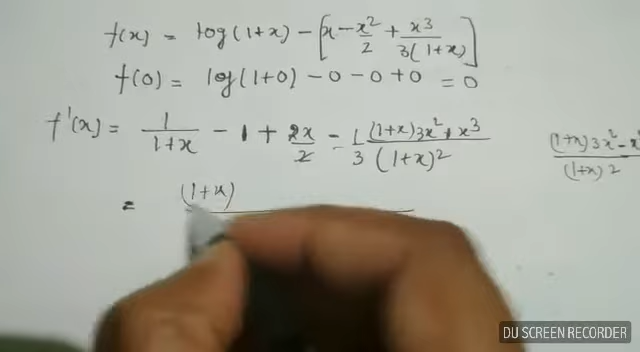 f(x) = log(1+x) - [x - x²/2 + x³/3(1+x)]
f(0) = log(1+0) - 0 - 0 + 0 = 0
f'(x) = 1/1+x - 1 + 2x/2 - 1/3 (1+x)3x² + x³/(1+x)²
(1+x)3x² - x³/(1+x)2
= (1+x)
DU SCREEN RECORDER